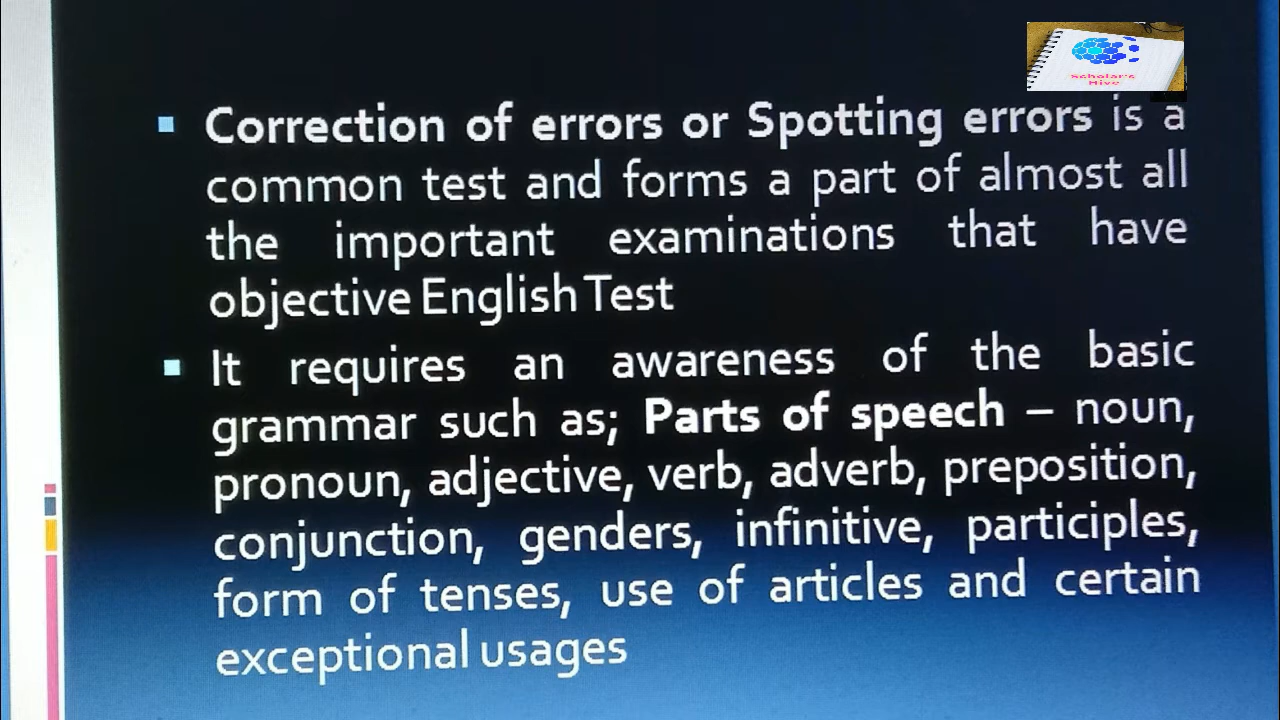 Scholar's
Hive
Correction of errors or Spotting errors is a
common test and forms a part of almost all
the important examinations that have
objective English Test
It requires an awareness of the basic
grammar such as; Parts of speech – noun,
pronoun, adjective, verb, adverb, preposition,
conjunction, genders, infinitive, participles,
form of tenses, use of articles and certain
exceptional usages